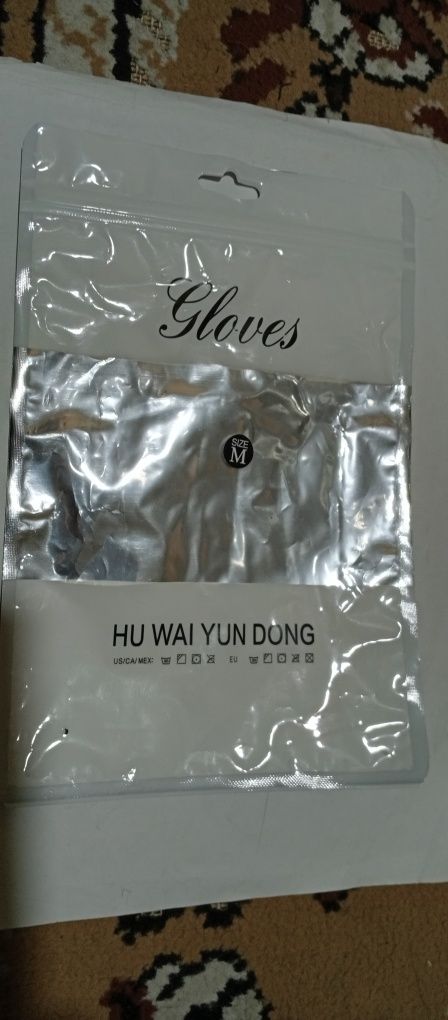 Gloves
SIZE
M
HU WAI YUN DONG
US/CA/MEX: EU